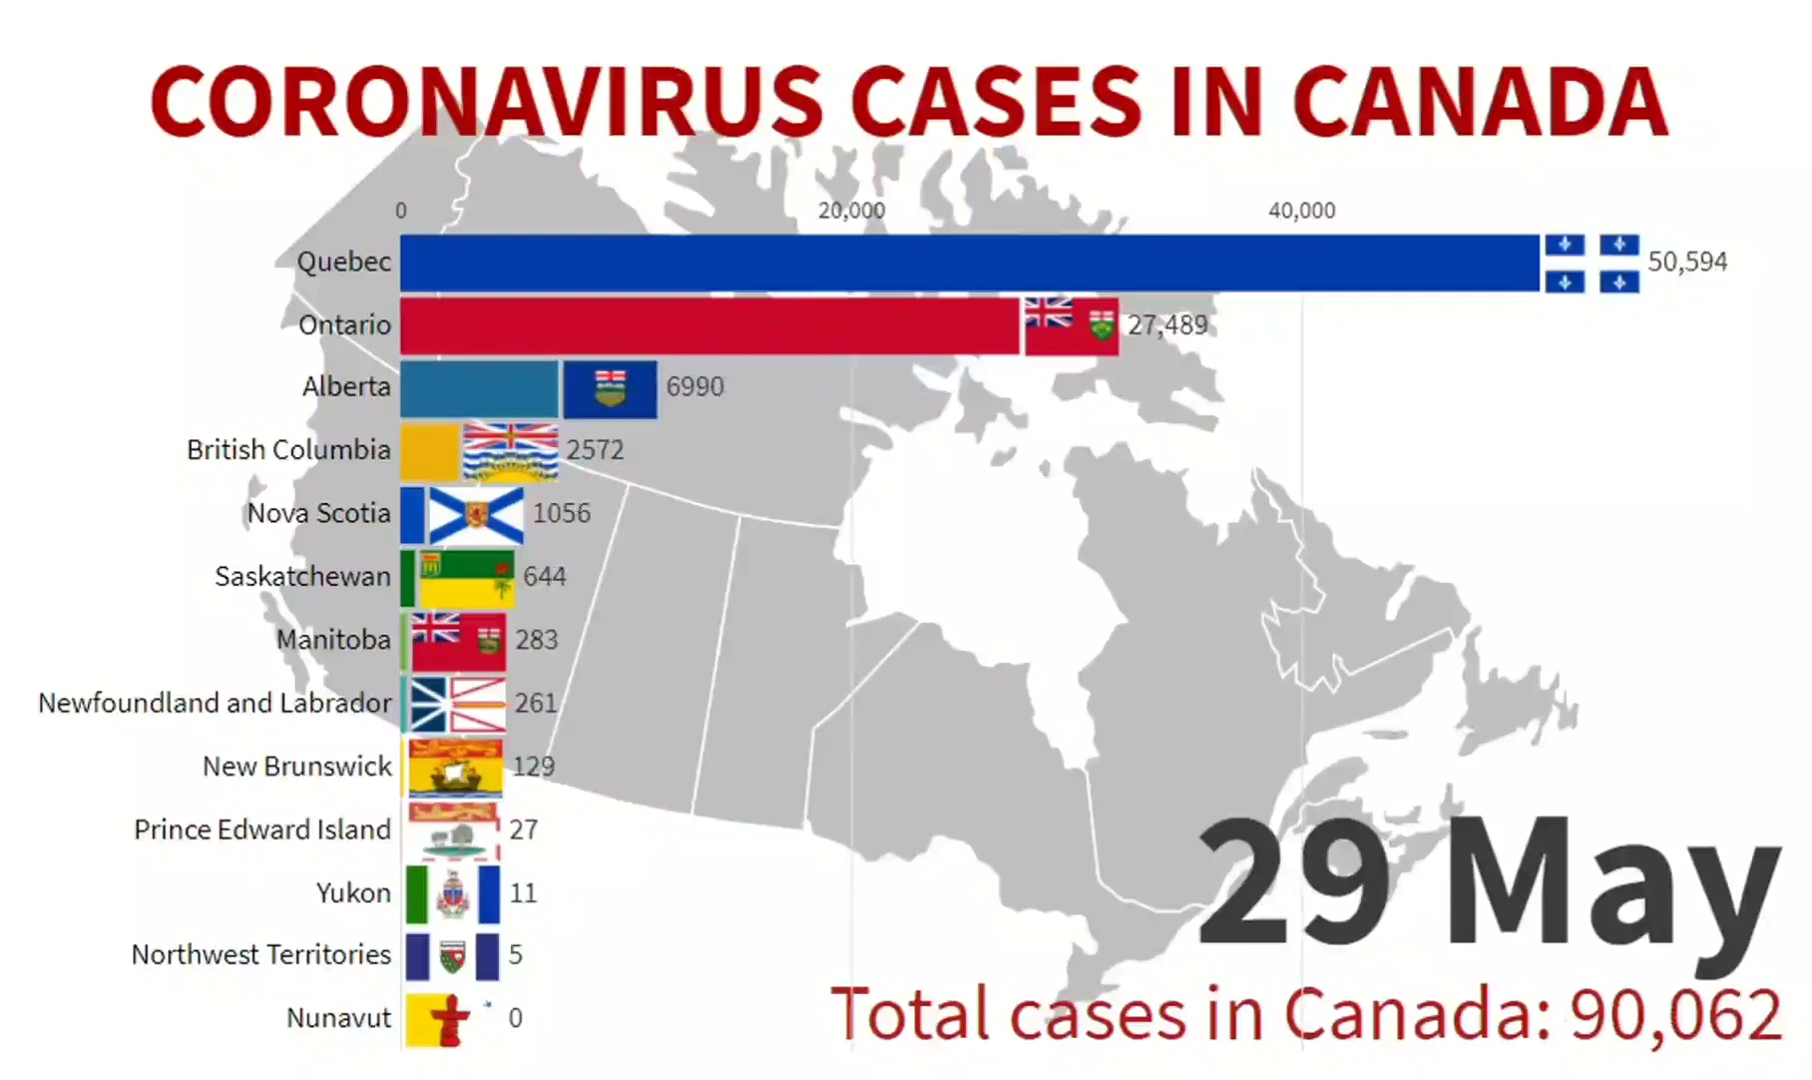 CORONAVIRUS CASES IN CANADA
0 20,000 40,000
Quebec 50,594
Ontario 27,489
Alberta 6990
British Columbia 2572
Nova Scotia 1056
Saskatchewan 644
Manitoba 283
Newfoundland and Labrador 261
New Brunswick 129
Prince Edward Island 27
Yukon 11
Northwest Territories 5
Nunavut 0
29 May
Total cases in Canada: 90,062